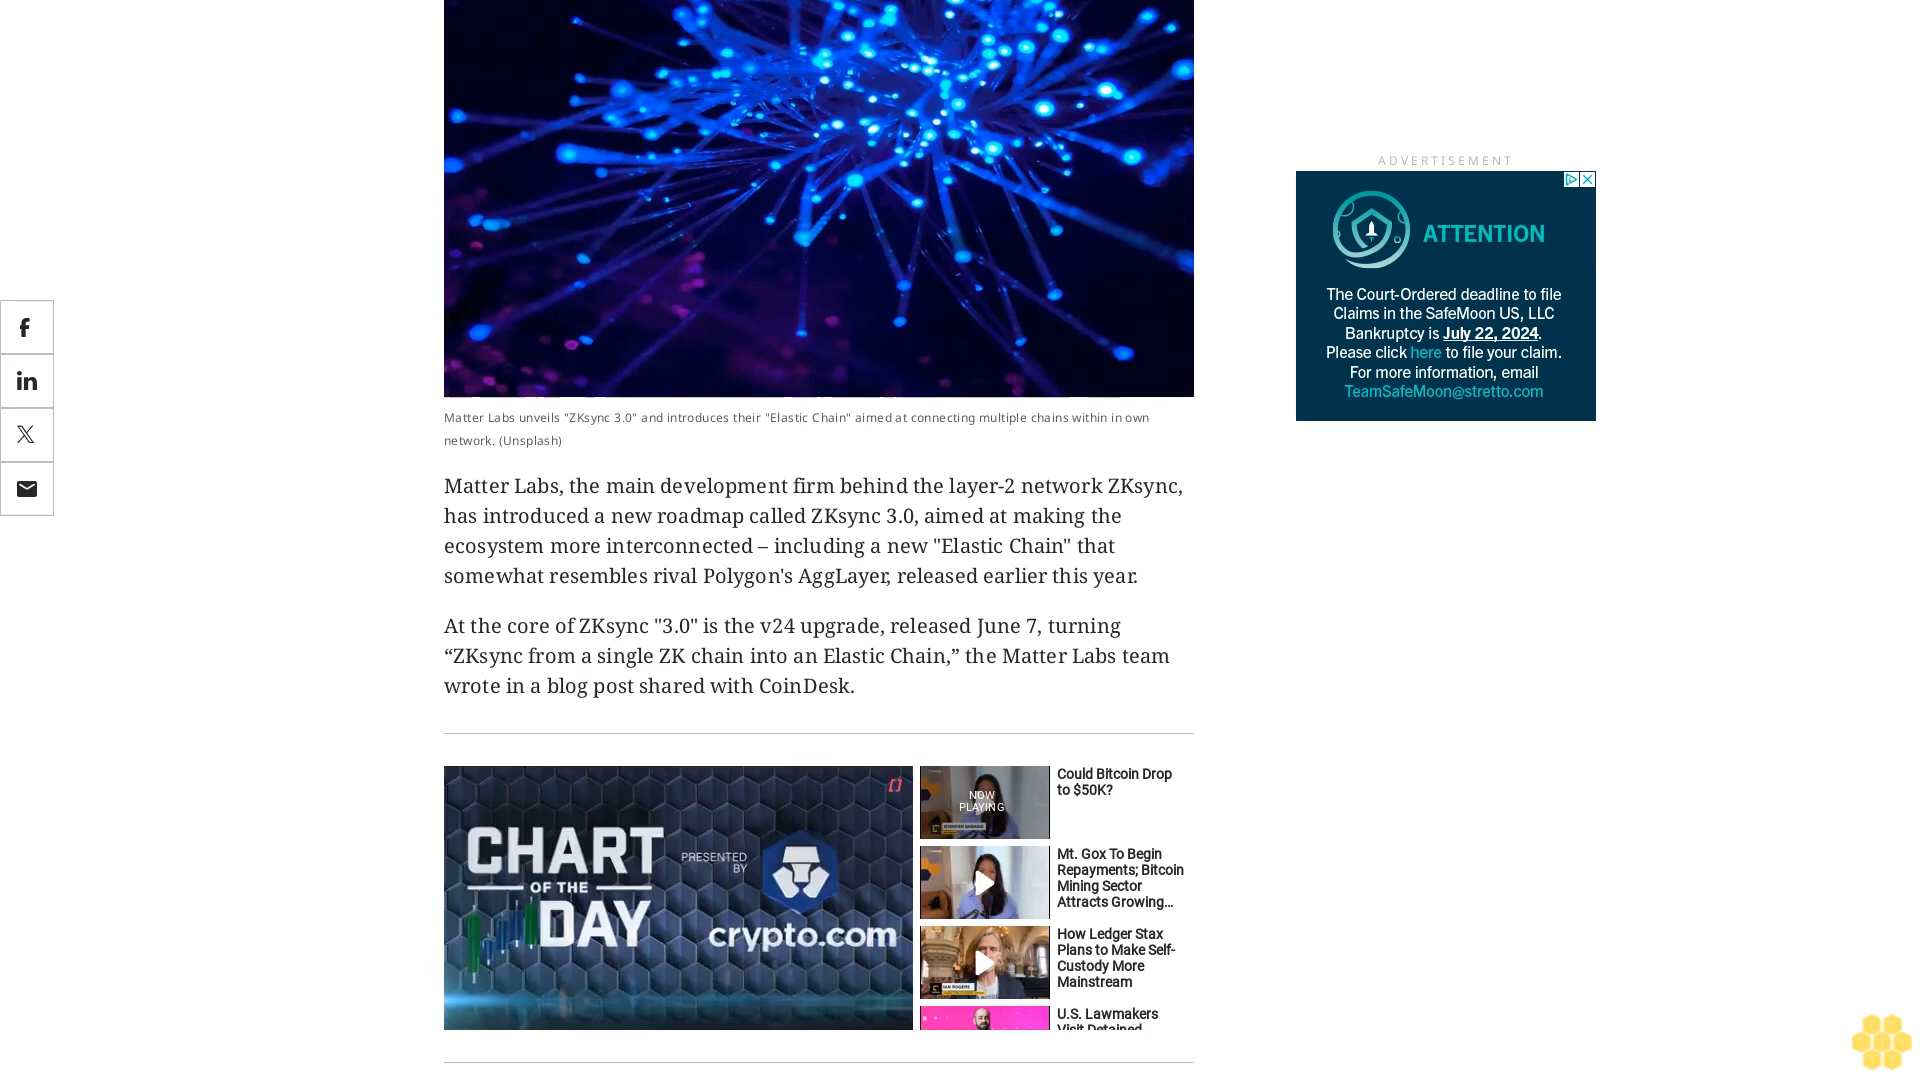 ADVERTISEMENT
ATTENTION
The Court-Ordered deadline to file
Claims in the SafeMoon US, LLC
Bankruptcy is July 22, 2024.
Please click here to file your claim.
For more information, email
TeamSafeMoon@stretto.com
Matter Labs unveils "ZKsync 3.0" and introduces their "Elastic Chain" aimed at connecting multiple chains within in own
network. (Unsplash)
Matter Labs, the main development firm behind the layer-2 network ZKsync,
has introduced a new roadmap called ZKsync 3.0, aimed at making the
ecosystem more interconnected – including a new "Elastic Chain" that
somewhat resembles rival Polygon's AggLayer, released earlier this year.
At the core of ZKsync "3.0" is the v24 upgrade, released June 7, turning
“ZKsync from a single ZK chain into an Elastic Chain,” the Matter Labs team
wrote in a blog post shared with CoinDesk.
CHART
OF THE
DAY
PRESENTED
BY
crypto.com
NOW
PLAYING
Could Bitcoin Drop
to $50K?
Mt. Gox To Begin
Repayments; Bitcoin
Mining Sector
Attracts Growing...
How Ledger Stax
Plans to Make Self-
Custody More
Mainstream
IAN ROGERS
U.S. Lawmakers
Visit Detained